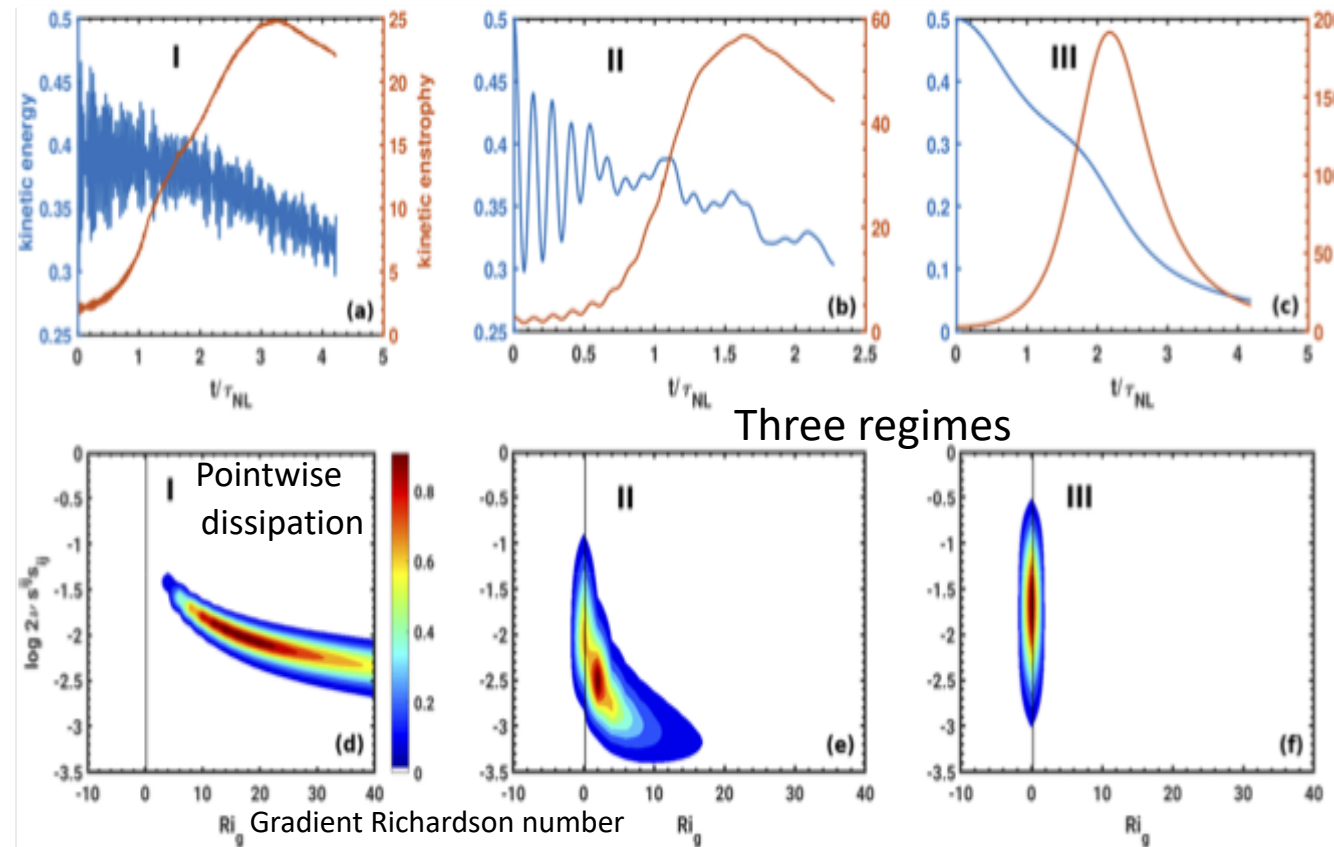 I
II
III
0.5
0.45
0.4
0.35
0.3
0.25
25
20
15
10
5
0
kinetic energy
kinetic enstrophy
(a)
0 1 2 3 4 5
t/τNL
0.5
0.45
0.4
0.35
0.3
0.25
60
40
20
0
(b)
0 0.5 1 1.5 2 2.5
t/τNL
0.5
0.4
0.3
0.2
0.1
0
200
150
100
50
0
(c)
0 1 2 3 4 5
t/τNL
Three regimes
I Pointwise
dissipation
0
-0.5
-1
-1.5
-2
-2.5
-3
-3.5
log 2ν s^ij s_ij
0.8
0.6
0.4
0.2
0
(d)
-10 0 10 20 30 40
Rig Gradient Richardson number
II
0
-0.5
-1
-1.5
-2
-2.5
-3
-3.5
(e)
-10 0 10 20 30 40
Rig
III
0
-0.5
-1
-1.5
-2
-2.5
-3
-3.5
(f)
-10 0 10 20 30 40
Rig